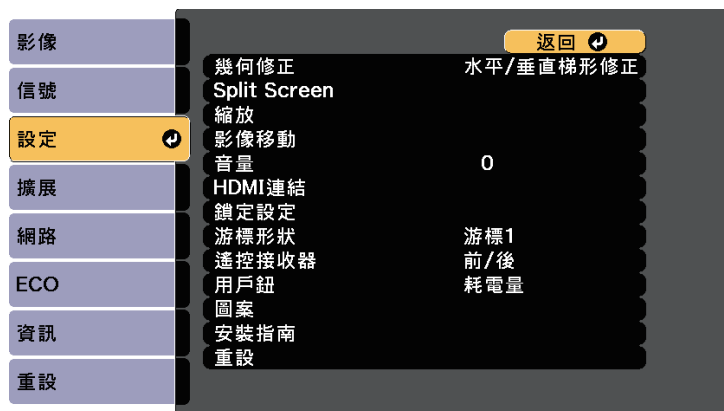 影像
信號
設定
擴展
網路
ECO
資訊
重設
返回
幾何修正 水平/垂直梯形修正
Split Screen
縮放
影像移動
音量 0
HDMI連結
鎖定設定
游標形狀 游標1
遙控接收器 前/後
用戶鈕 耗電量
圖案
安裝指南
重設